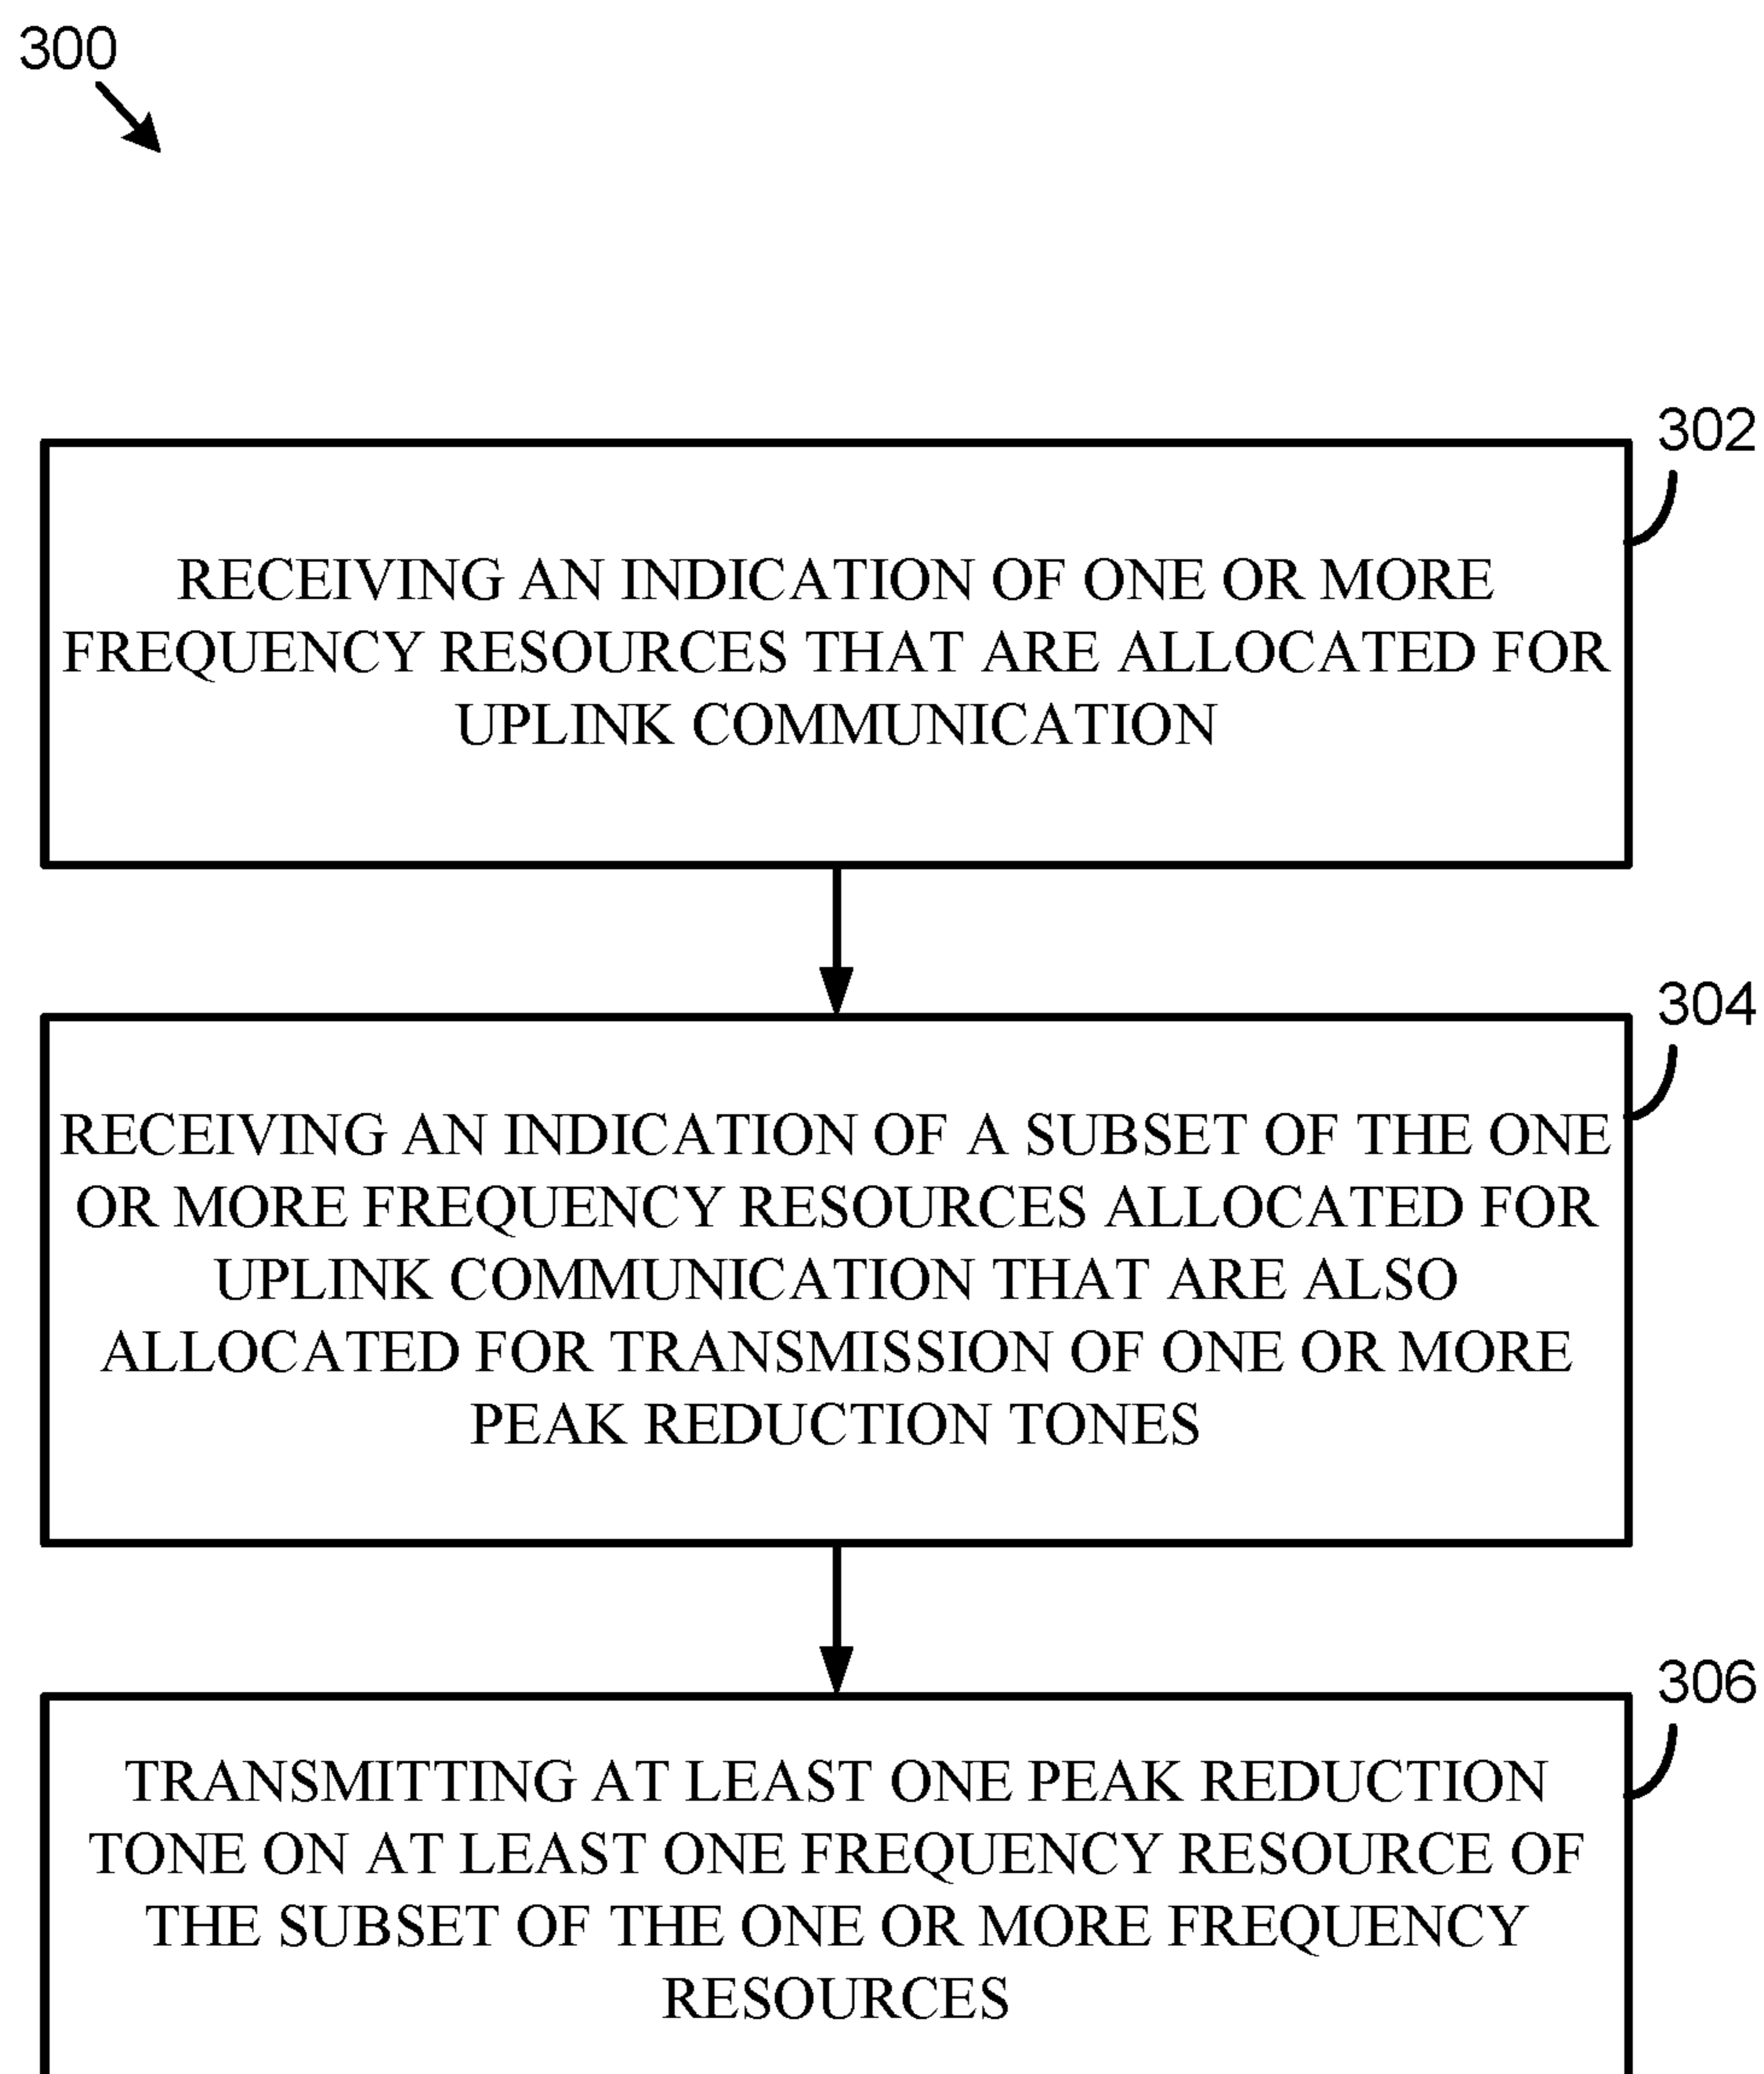 300
302
RECEIVING AN INDICATION OF ONE OR MORE
FREQUENCY RESOURCES THAT ARE ALLOCATED FOR
UPLINK COMMUNICATION
304
RECEIVING AN INDICATION OF A SUBSET OF THE ONE
OR MORE FREQUENCY RESOURCES ALLOCATED FOR
UPLINK COMMUNICATION THAT ARE ALSO
ALLOCATED FOR TRANSMISSION OF ONE OR MORE
PEAK REDUCTION TONES
306
TRANSMITTING AT LEAST ONE PEAK REDUCTION
TONE ON AT LEAST ONE FREQUENCY RESOURCE OF
THE SUBSET OF THE ONE OR MORE FREQUENCY
RESOURCES